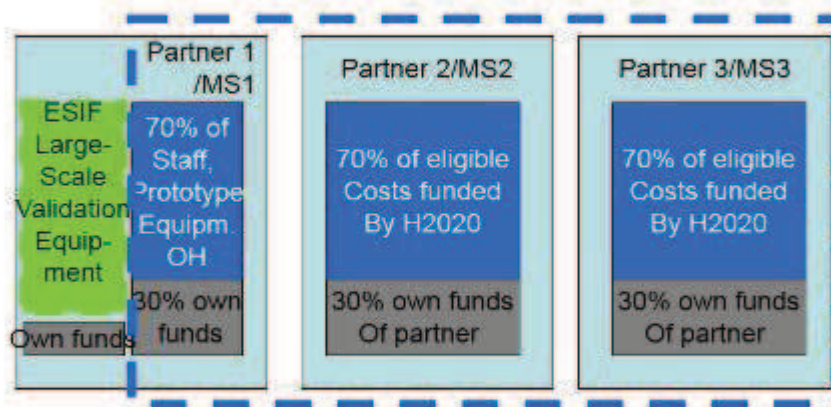 Partner 1
/MS1
ESIF
Large-
Scale
Validation
Equip-
ment
Own funds
70% of
Staff,
Prototype
Equipm.
OH
30% own
funds
Partner 2/MS2
70% of eligible
Costs funded
By H2020
30% own funds
Of partner
Partner 3/MS3
70% of eligible
Costs funded
By H2020
30% own funds
Of partner